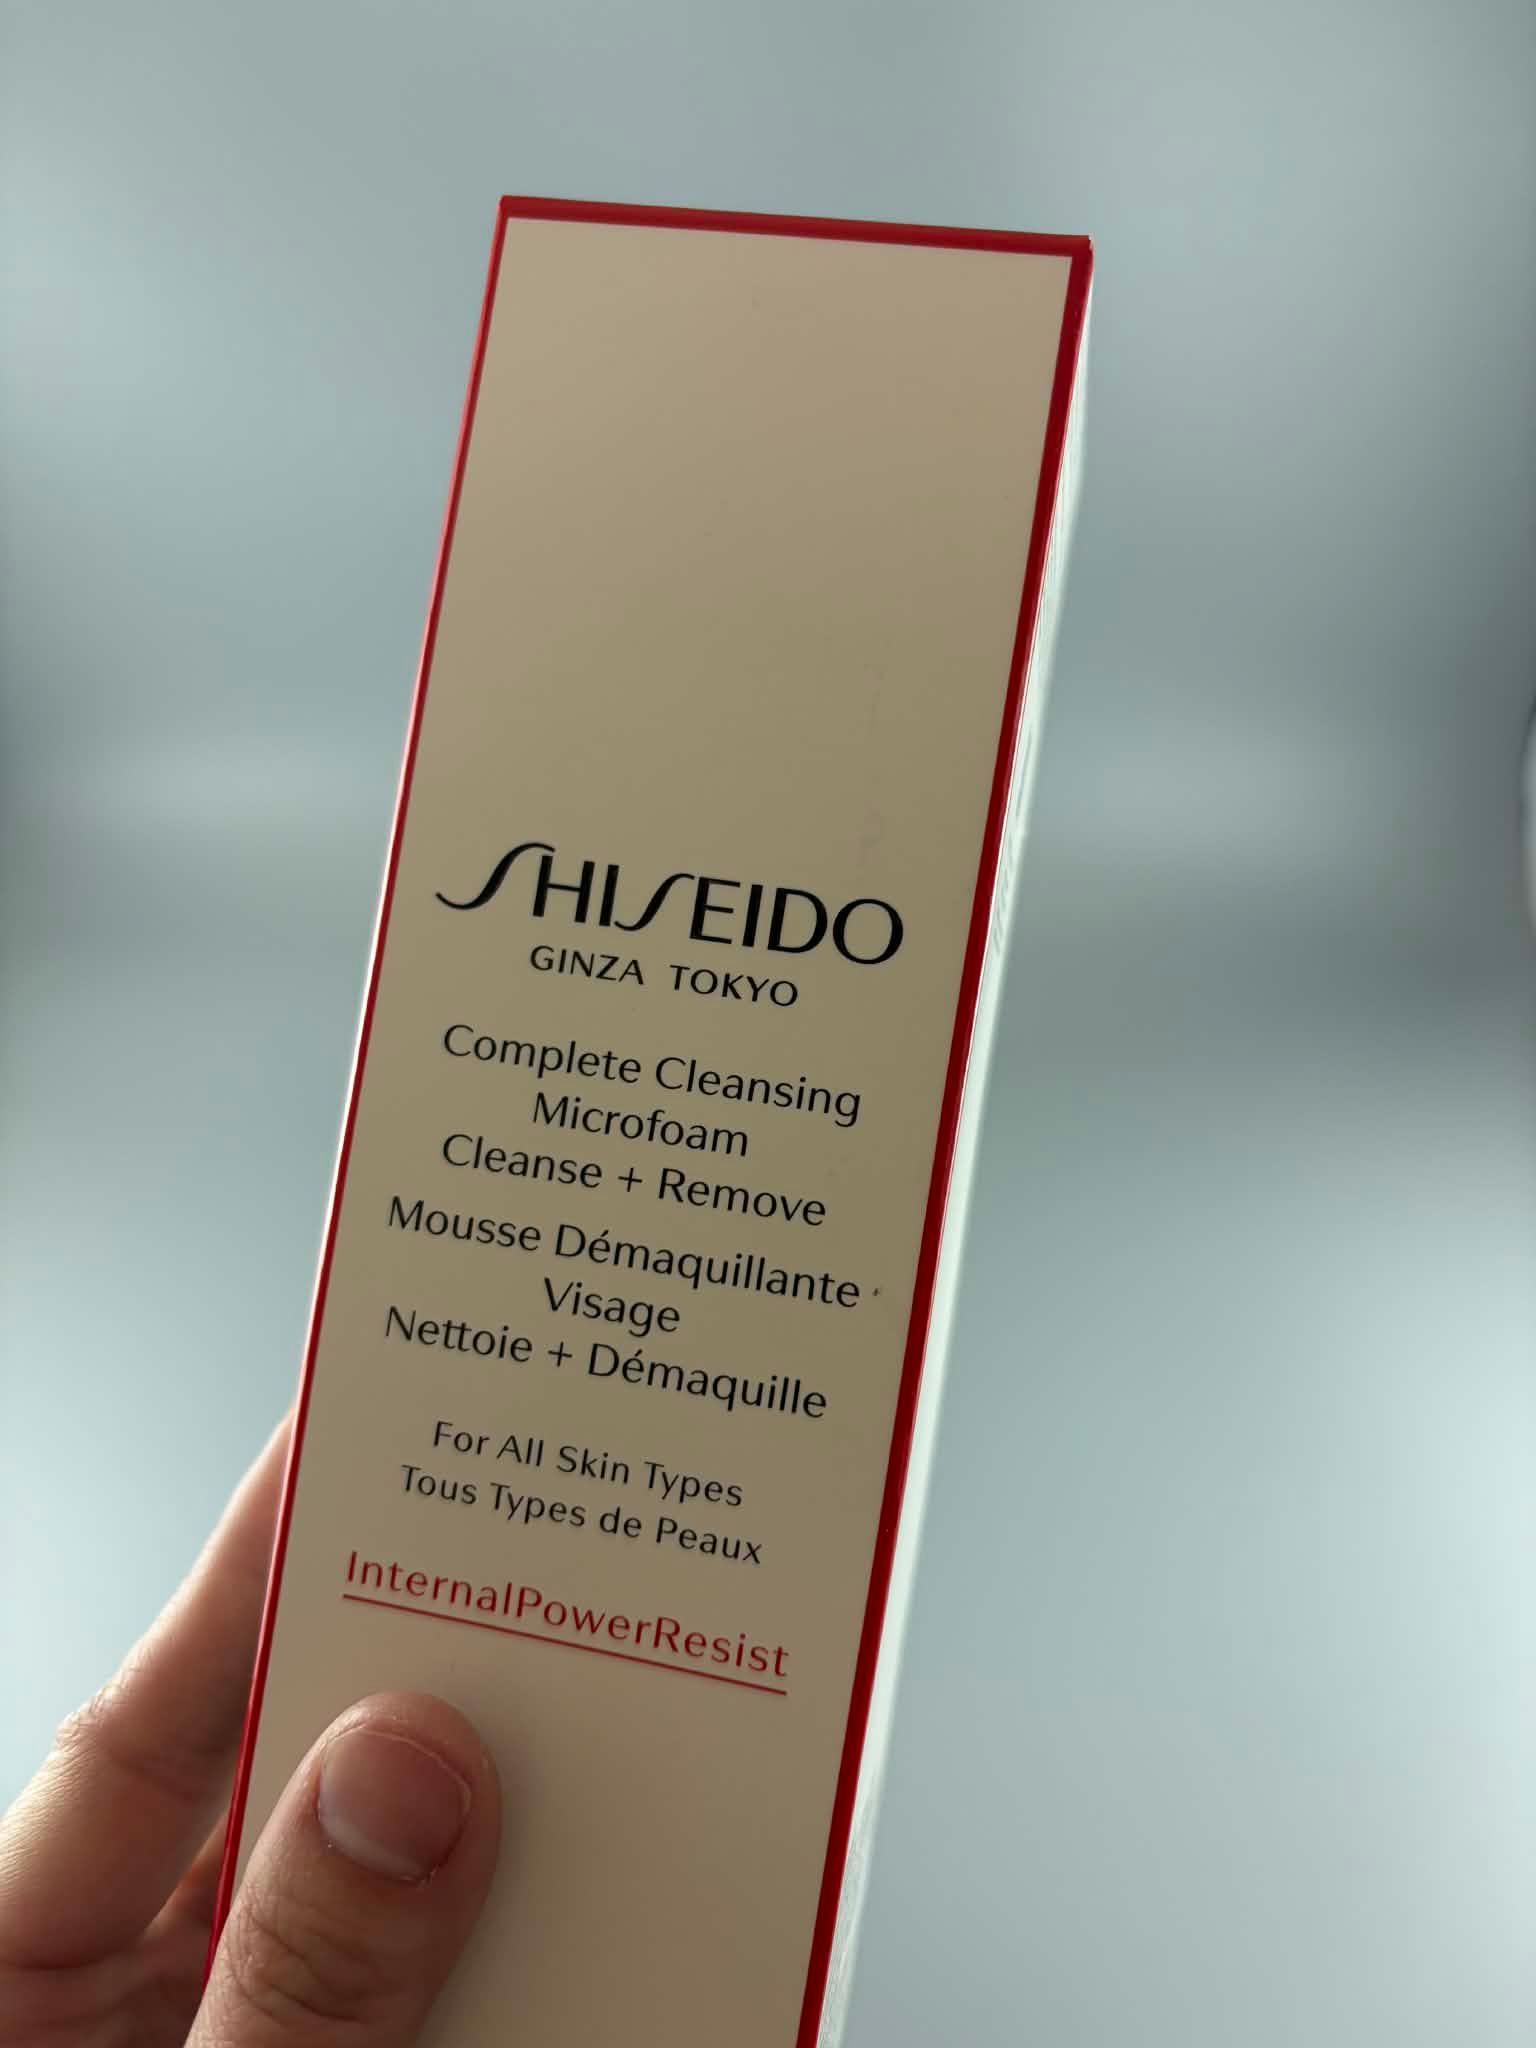 SHISEIDO
GINZA TOKYO
Complete Cleansing
Microfoam
Cleanse + Remove
Mousse Démaquillante
Visage
Nettoie + Démaquille
For All Skin Types
Tous Types de Peaux
InternalPowerResist